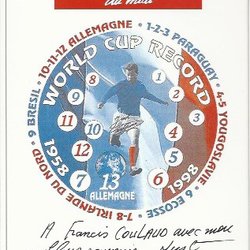 du Midi
WORLD CUP RECORD
1958 1998
1-2-3 PARAGUAY • 4-5 YOUGOSLAVIE • 6 ECOSSE • 7-8 IRLANDE DU NORD • 9 BRESIL • 10-11-12 ALLEMAGNE •
1
2
3
4
5
6
7
8
9
10
11
12
13
ALLEMAGNE
A Francis COULAUD avec mon